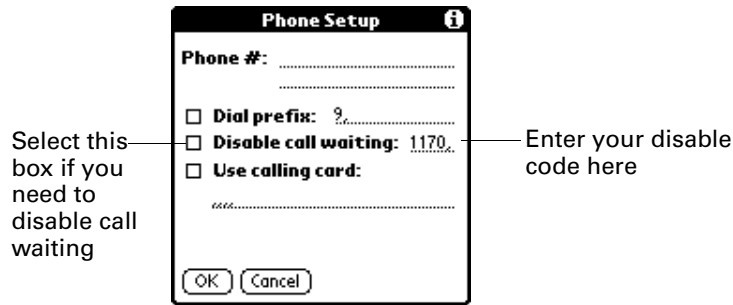 Phone Setup
Phone #:
Dial prefix: 9,
Select this
box if you
need to
disable call
waiting
Disable call waiting: 1170,
Enter your disable
code here
Use calling card:
,,,,
OK Cancel